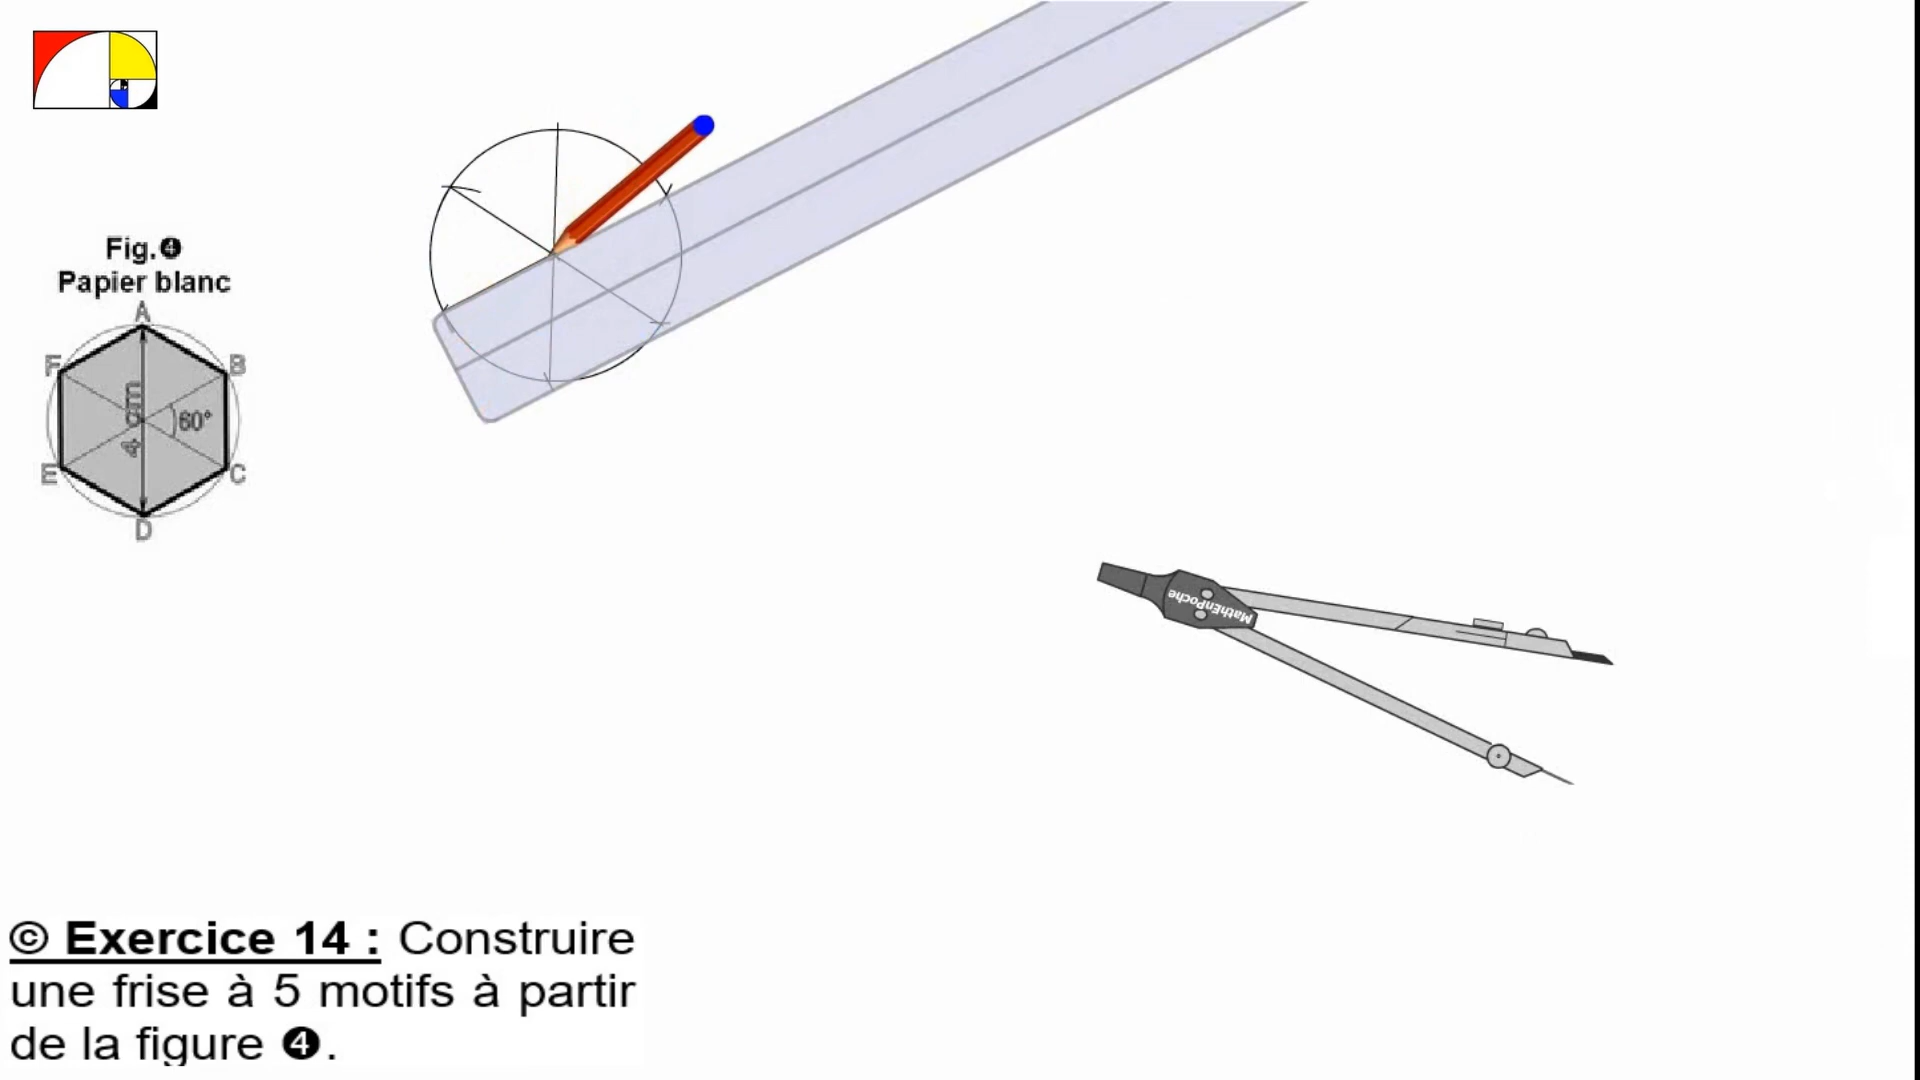 Fig.❹
Papier blanc
A
F
B
4 cm
60°
E
C
D
MathEnPoche
© Exercice 14 : Construire
une frise à 5 motifs à partir
de la figure ❹.